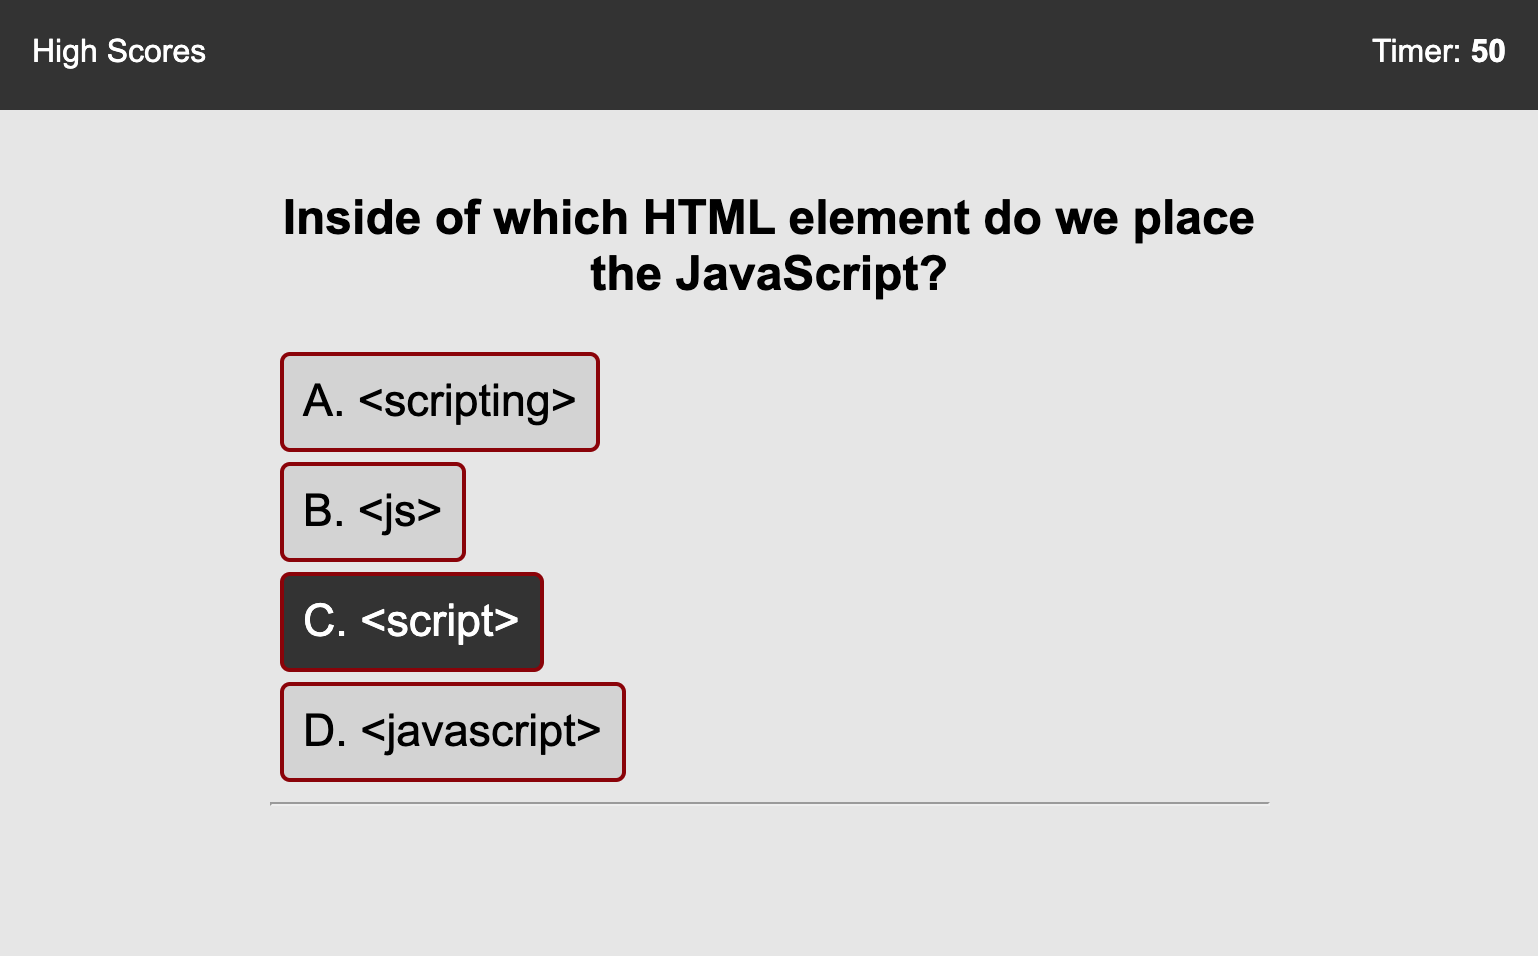 High Scores
Timer: 50
Inside of which HTML element do we place
the JavaScript?
A. <scripting>
B. <js>
C. <script>
D. <javascript>